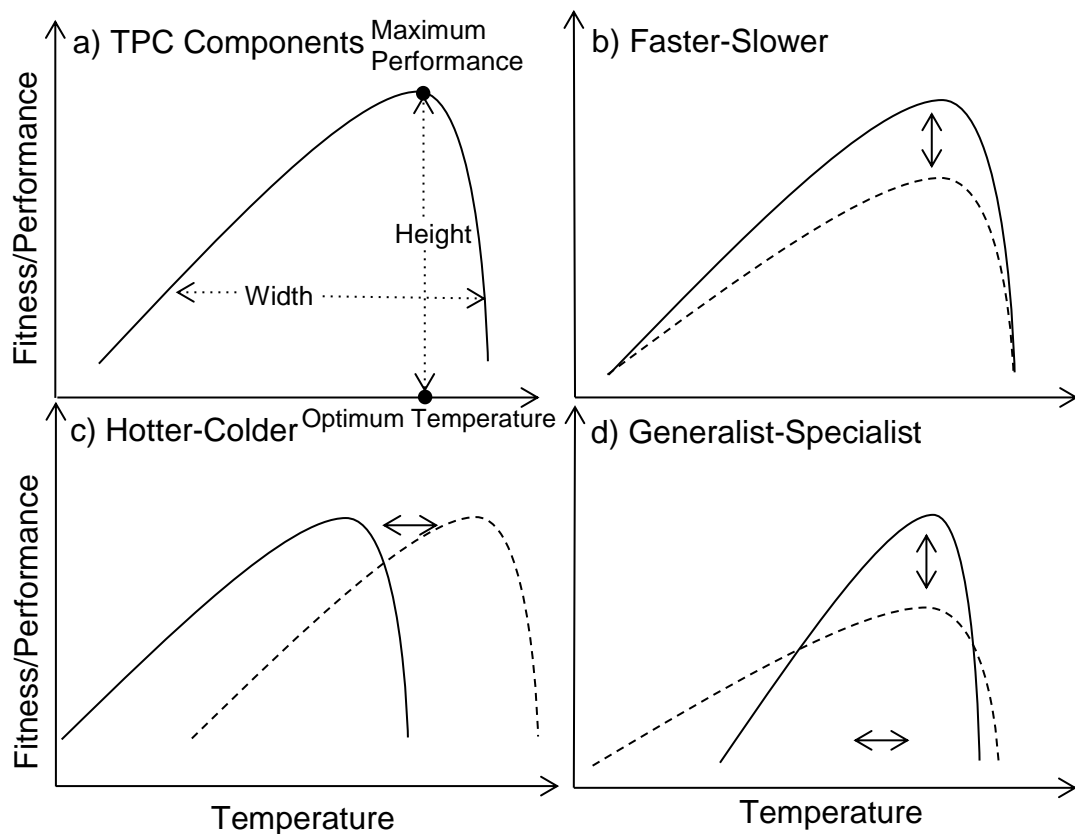 a) TPC Components
Maximum
Performance
Height
Width
Optimum Temperature
Fitness/Performance
b) Faster-Slower
c) Hotter-Colder
Fitness/Performance
Temperature
d) Generalist-Specialist
Temperature